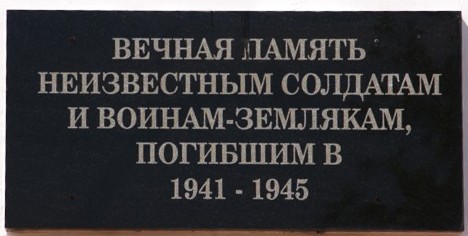 ВЕЧНАЯ ПАМЯТЬ
НЕИЗВЕСТНЫМ СОЛДАТАМ
И ВОИНАМ-ЗЕМЛЯКАМ,
ПОГИБШИМ В
1941 - 1945